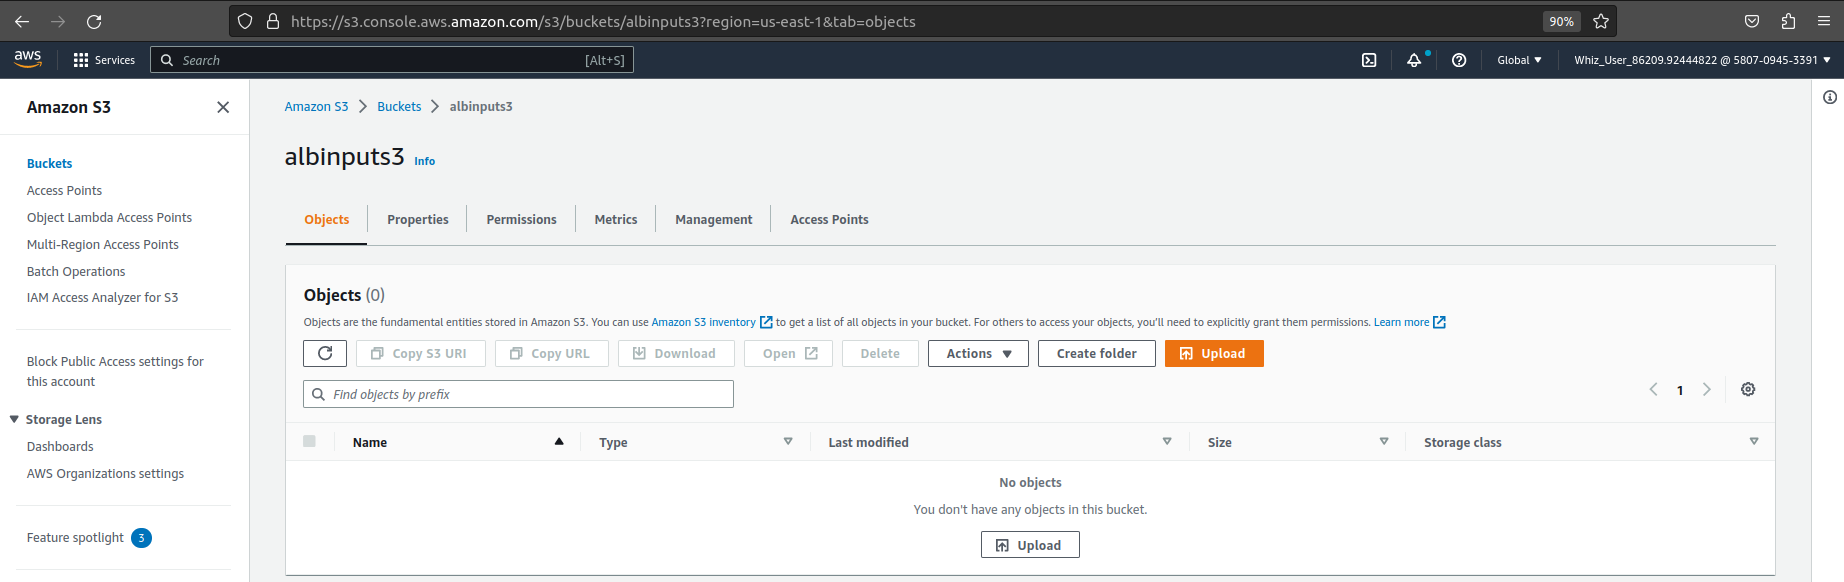 https://s3.console.aws.amazon.com/s3/buckets/albinputs3?region=us-east-1&tab=objects
90%
aws
Services
Search
[Alt+S]
Global
Whiz_User_86209.92444822 @ 5807-0945-3391
Amazon S3
Buckets
Access Points
Object Lambda Access Points
Multi-Region Access Points
Batch Operations
IAM Access Analyzer for S3
Block Public Access settings for
this account
Storage Lens
Dashboards
AWS Organizations settings
Feature spotlight 3
Amazon S3 > Buckets > albinputs3
albinputs3 Info
Objects
Properties
Permissions
Metrics
Management
Access Points
Objects (0)
Objects are the fundamental entities stored in Amazon S3. You can use Amazon S3 inventory to get a list of all objects in your bucket. For others to access your objects, you'll need to explicitly grant them permissions. Learn more
Copy S3 URI
Copy URL
Download
Open
Delete
Actions
Create folder
Upload
Find objects by prefix
1
Name
Type
Last modified
Size
Storage class
No objects
You don't have any objects in this bucket.
Upload